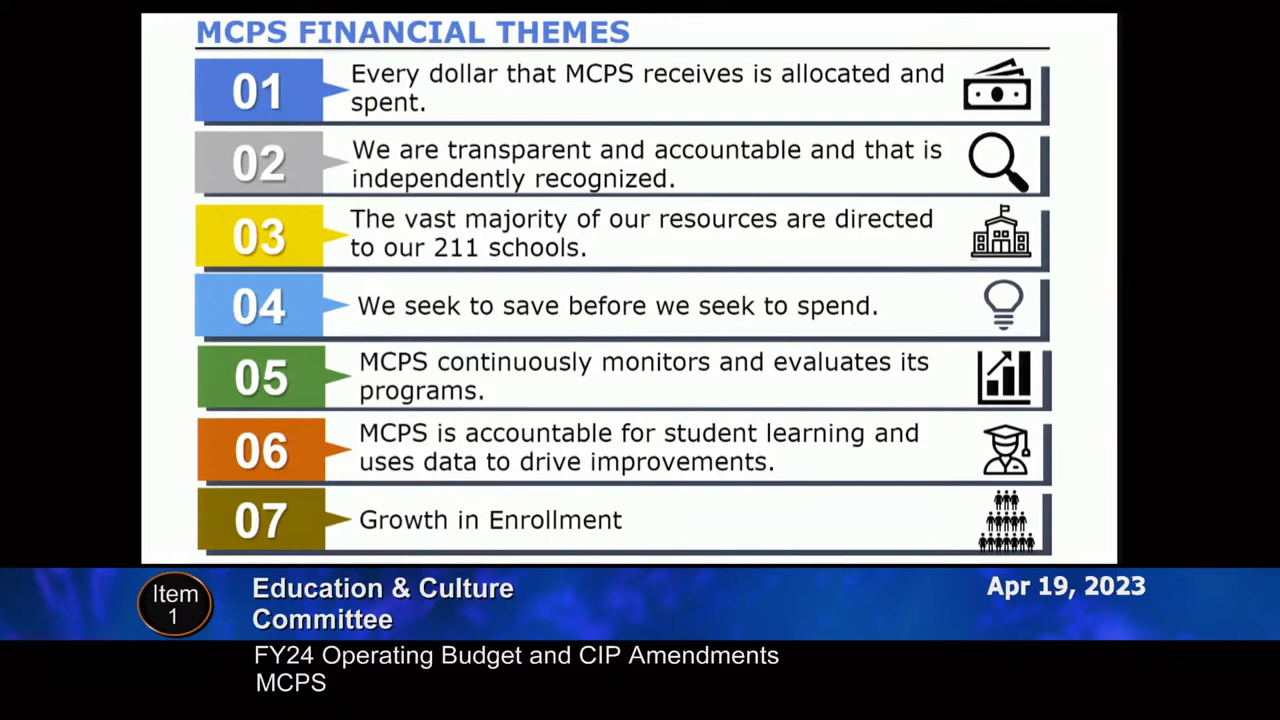 MCPS FINANCIAL THEMES
01
Every dollar that MCPS receives is allocated and
spent.
02
We are transparent and accountable and that is
independently recognized.
03
The vast majority of our resources are directed
to our 211 schools.
04
We seek to save before we seek to spend.
05
MCPS continuously monitors and evaluates its
programs.
06
MCPS is accountable for student learning and
uses data to drive improvements.
07
Growth in Enrollment
Item
1
Education & Culture
Committee
Apr 19, 2023
FY24 Operating Budget and CIP Amendments
MCPS